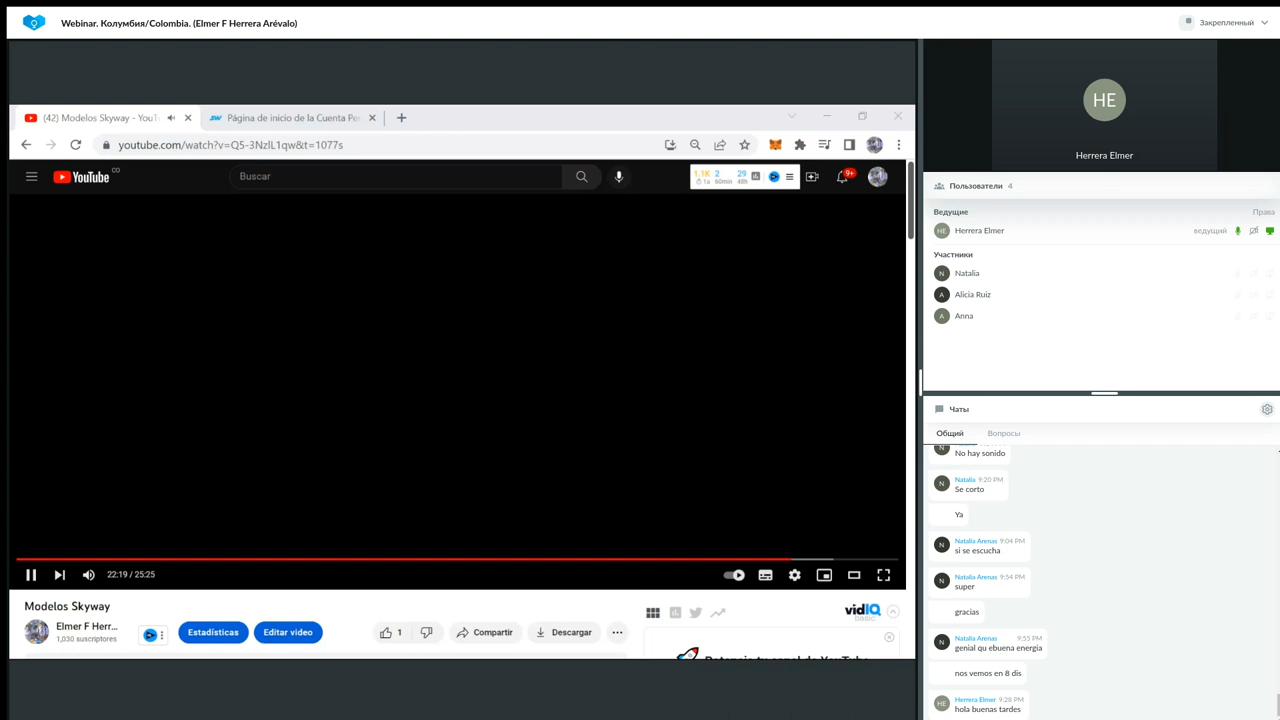 Webinar. Колумбия/Colombia. (Elmer F Herrera Arévalo)
Закрепленный
(42) Modelos Skyway - YouT
Página de inicio de la Cuenta Pe
youtube.com/watch?v=Q5-3NzlL1qw&t=1077s
YouTube CO
Buscar
1.1K 2 29
1a 60min 48h
9+
22:19 / 25:25
Modelos Skyway
Elmer F Herr...
1,030 suscriptores
Estadísticas
Editar video
1
Compartir
Descargar
vidIQ
basic
HE
Herrera Elmer
Пользователи 4
Ведущие
Права
HE Herrera Elmer ведущий
Участники
N Natalia
A Alicia Ruiz
A Anna
Чаты
Общий Вопросы
No hay sonido
N Natalia 9:20 PM
Se corto
Ya
N Natalia Arenas 9:04 PM
si se escucha
N Natalia Arenas 9:54 PM
super
gracias
N Natalia Arenas 9:55 PM
genial qu ebuena energia
nos vemos en 8 dis
HE Herrera Elmer 9:28 PM
hola buenas tardes